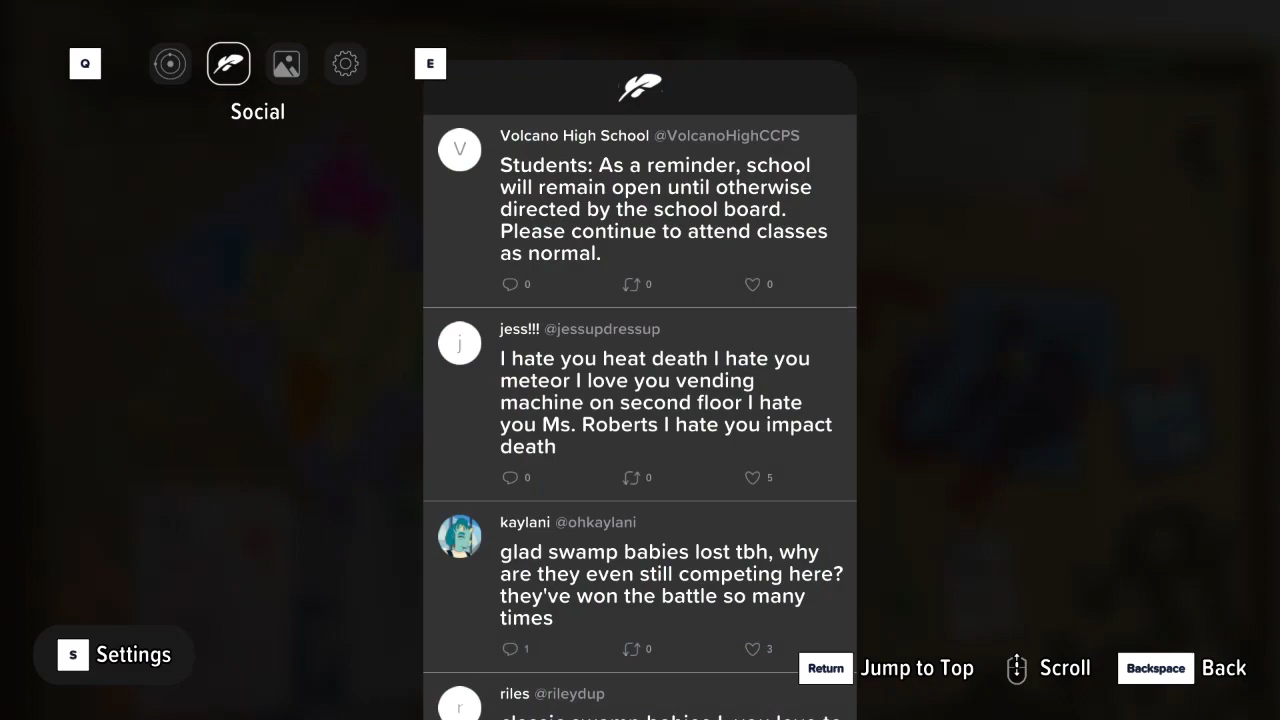 Q
E
Social
Volcano High School @VolcanoHighCCPS
V
Students: As a reminder, school
will remain open until otherwise
directed by the school board.
Please continue to attend classes
as normal.
0
0
0
jess!!! @jessupdressup
j
I hate you heat death I hate you
meteor I love you vending
machine on second floor I hate
you Ms. Roberts I hate you impact
death
0
0
5
kaylani @ohkaylani
glad swamp babies lost tbh, why
are they even still competing here?
they've won the battle so many
times
1
0
3
riles @rileydup
r
S Settings
Return Jump to Top
Scroll
Backspace Back